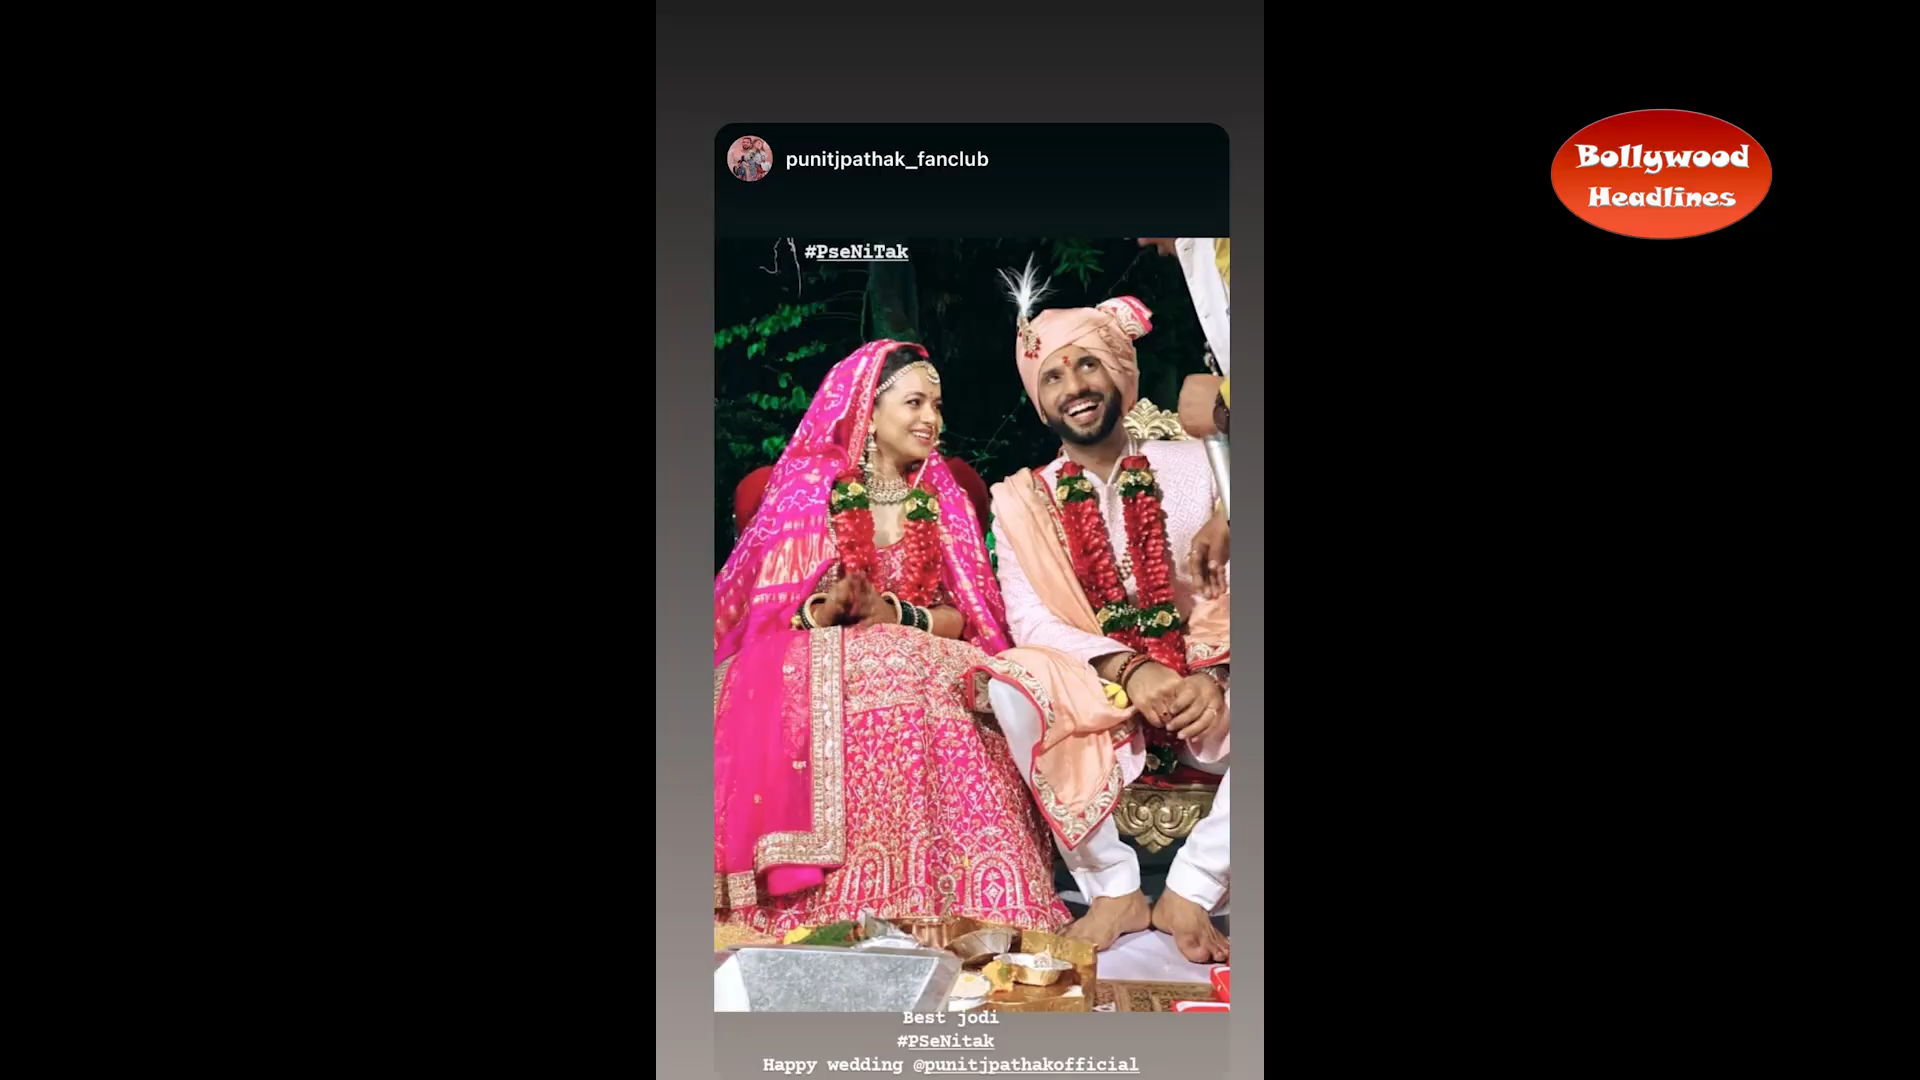 punitjpathak_fanclub
Bollywood
Headlines
#PseNiTak
Best jodi
#PSeNitak
Happy wedding @punitjpathakofficial